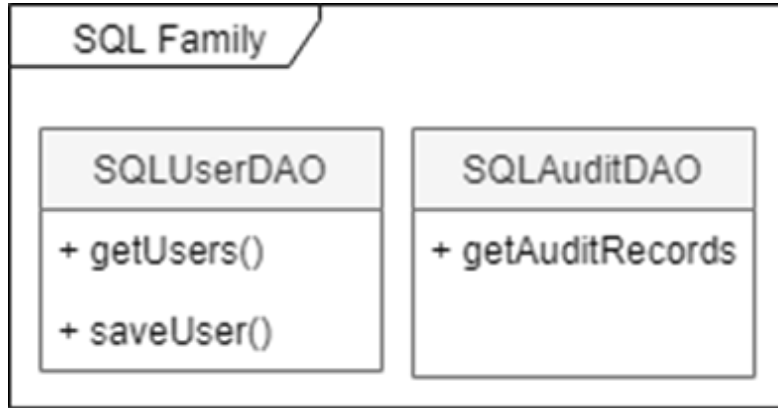 SQL Family
SQLUserDAO
+ getUsers()
+ saveUser()
SQLAuditDAO
+ getAuditRecords